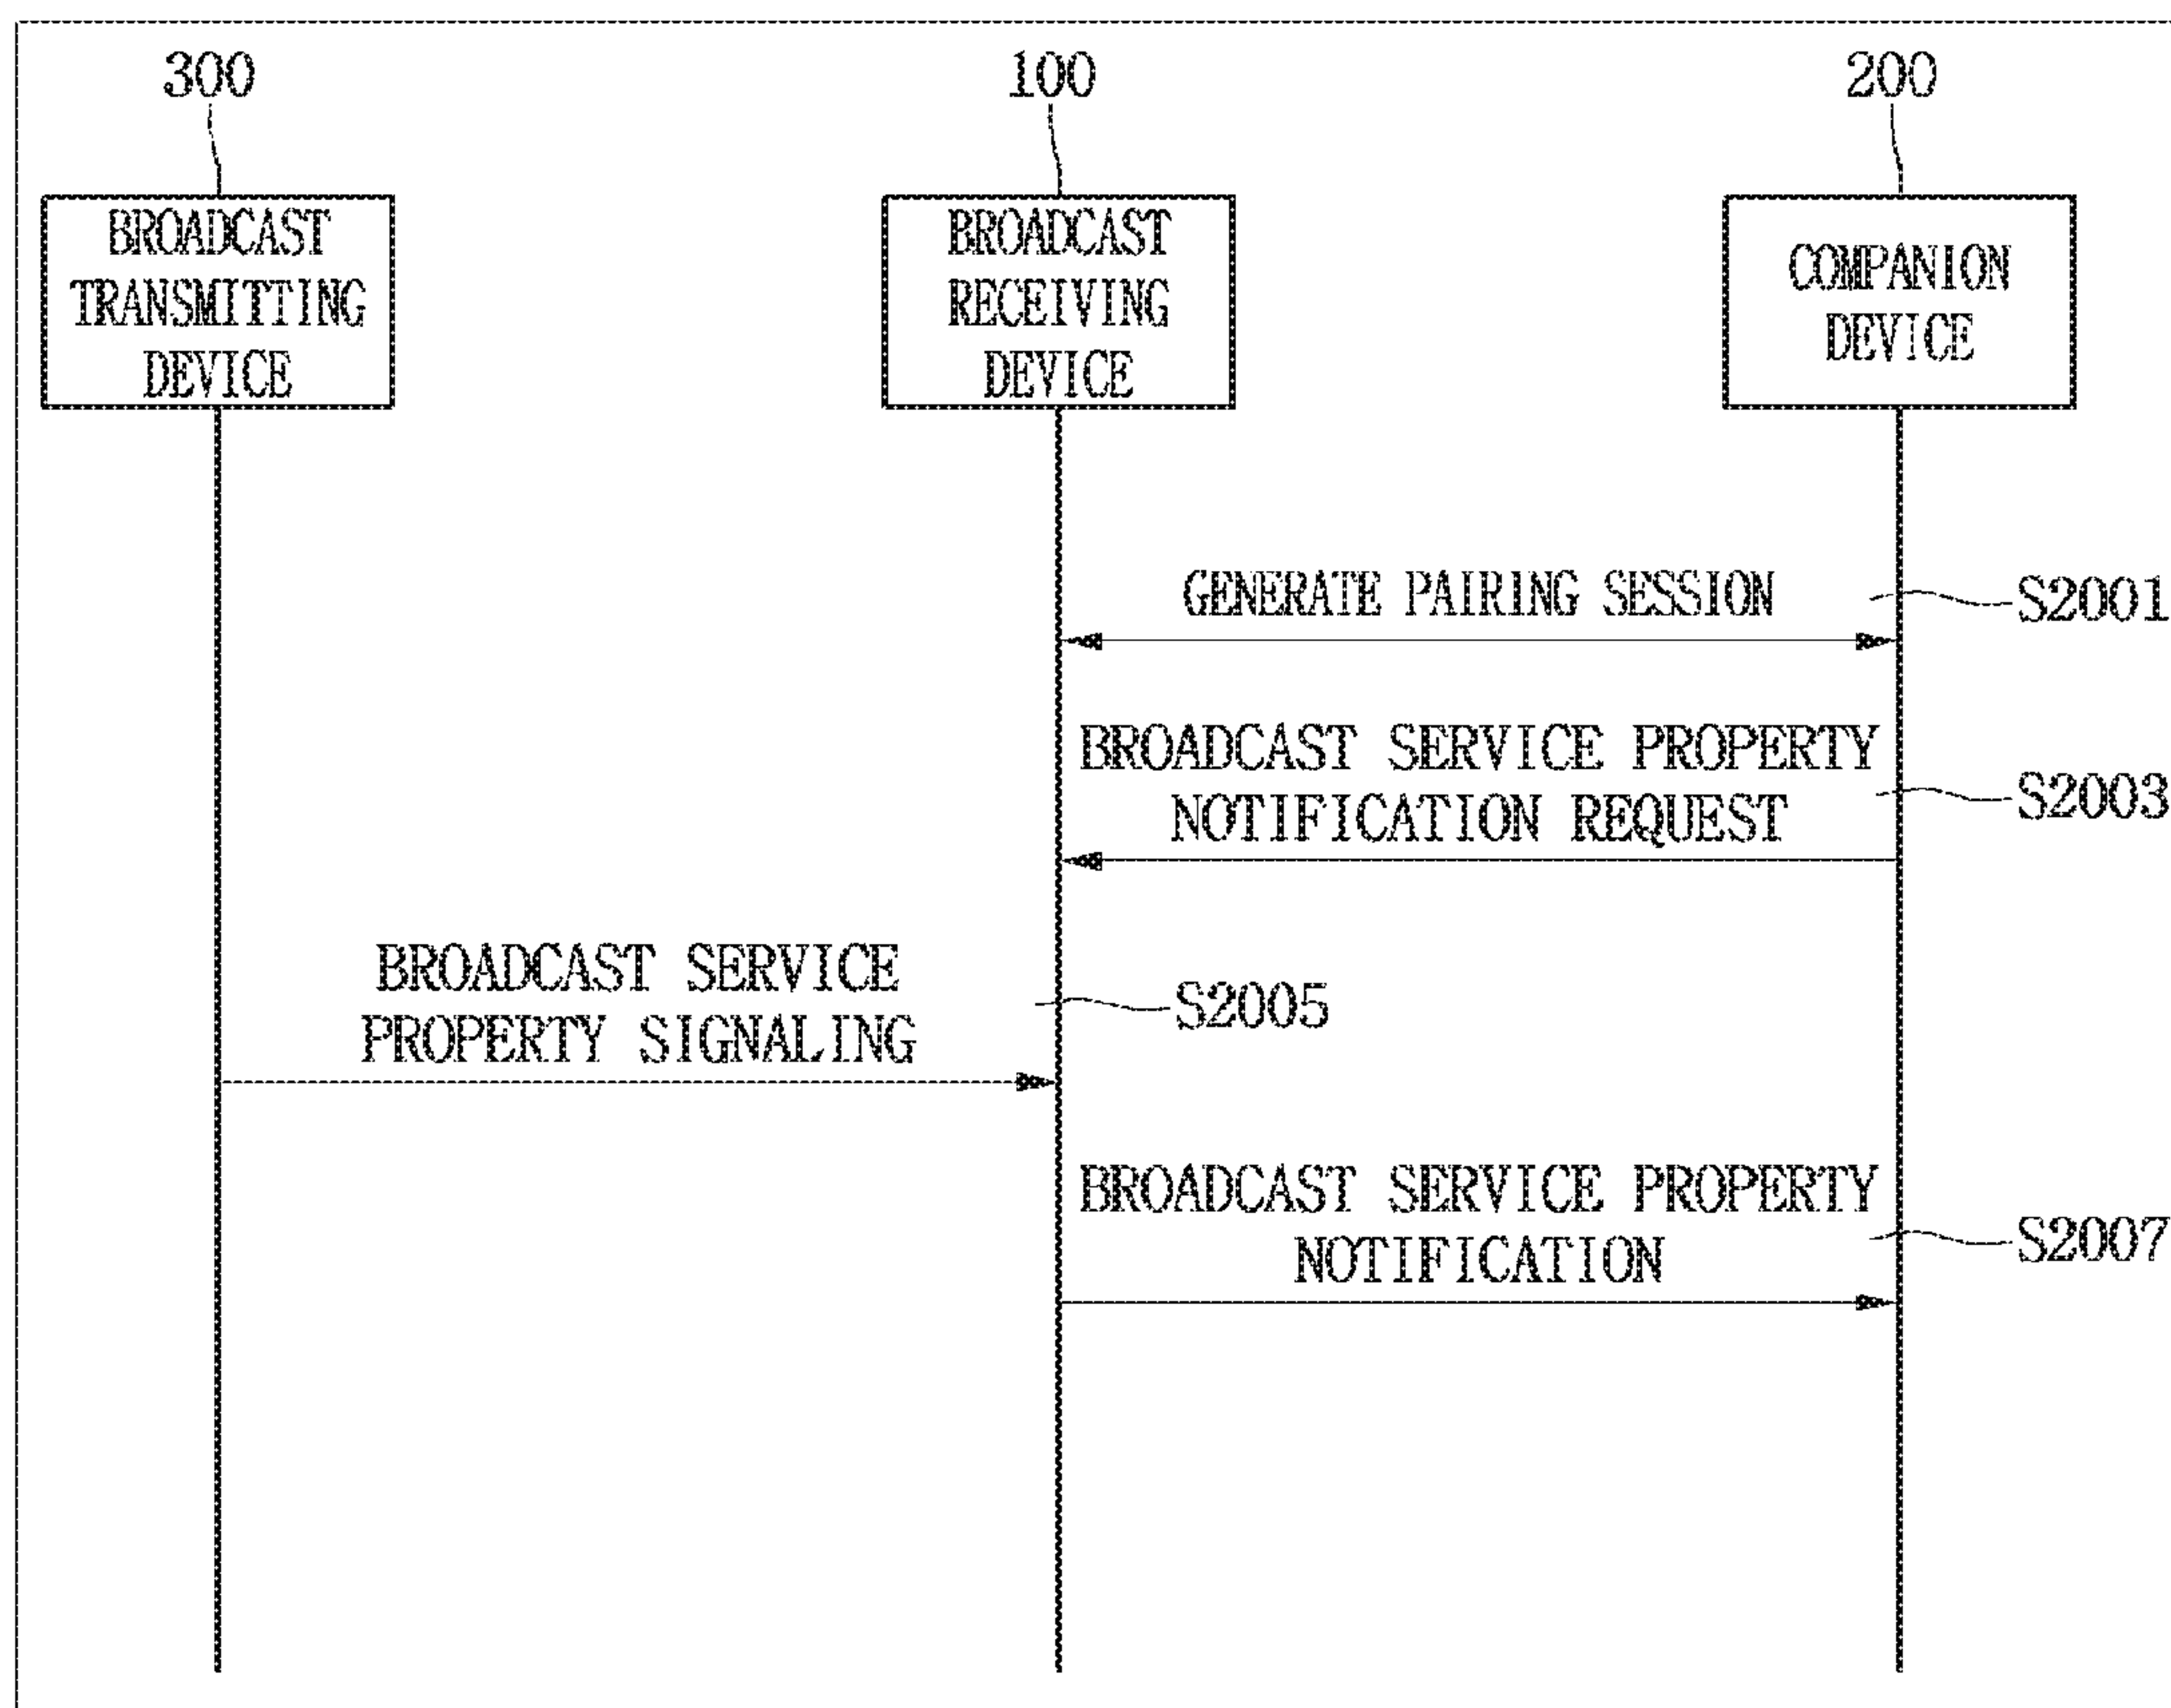 300
100
200
BROADCAST
TRANSMITTING
DEVICE
BROADCAST
RECEIVING
DEVICE
COMPANION
DEVICE
GENERATE PAIRING SESSION
S2001
BROADCAST SERVICE PROPERTY
NOTIFICATION REQUEST
S2003
BROADCAST SERVICE
PROPERTY SIGNALING
S2005
BROADCAST SERVICE PROPERTY
NOTIFICATION
S2007